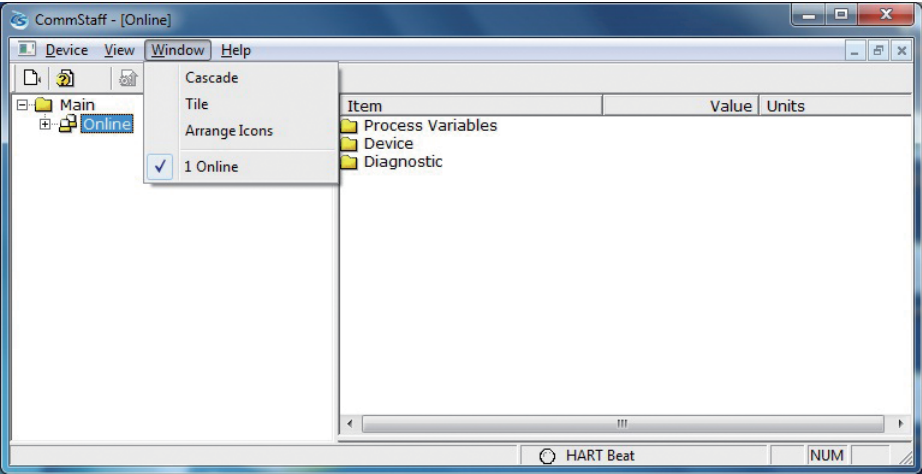 CommStaff - [Online]
Device View Window Help
Cascade
Tile
Arrange Icons
1 Online
Main
Online
Item Value Units
Process Variables
Device
Diagnostic
HART Beat NUM